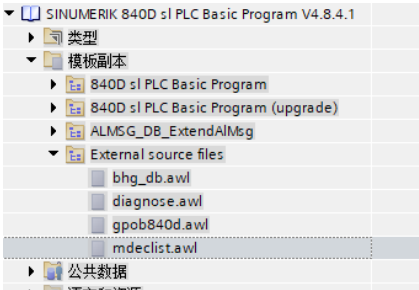 SINUMERIK 840D sl PLC Basic Program V4.8.4.1
类型
模板副本
840D sl PLC Basic Program
840D sl PLC Basic Program (upgrade)
ALMSG_DB_ExtendAlMsg
External source files
bhg_db.awl
diagnose.awl
gpob840d.awl
mdeclist.awl
公共数据